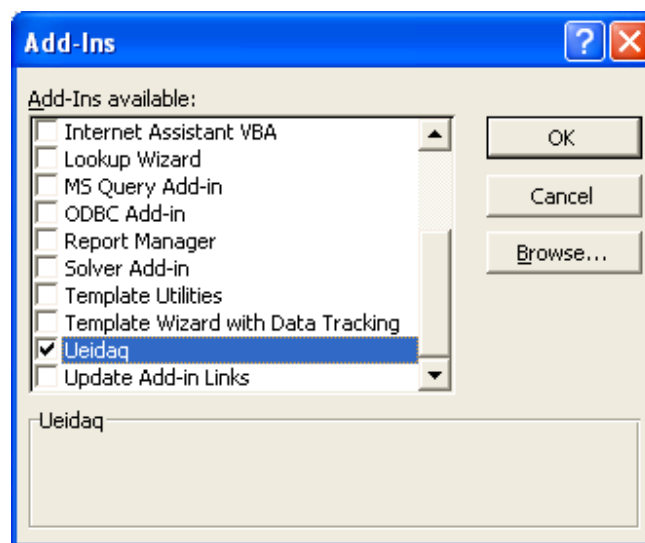 Add-Ins
Add-Ins available:
Internet Assistant VBA
Lookup Wizard
MS Query Add-in
ODBC Add-in
Report Manager
Solver Add-in
Template Utilities
Template Wizard with Data Tracking
Ueidaq
Update Add-in Links
OK
Cancel
Browse...
Ueidaq